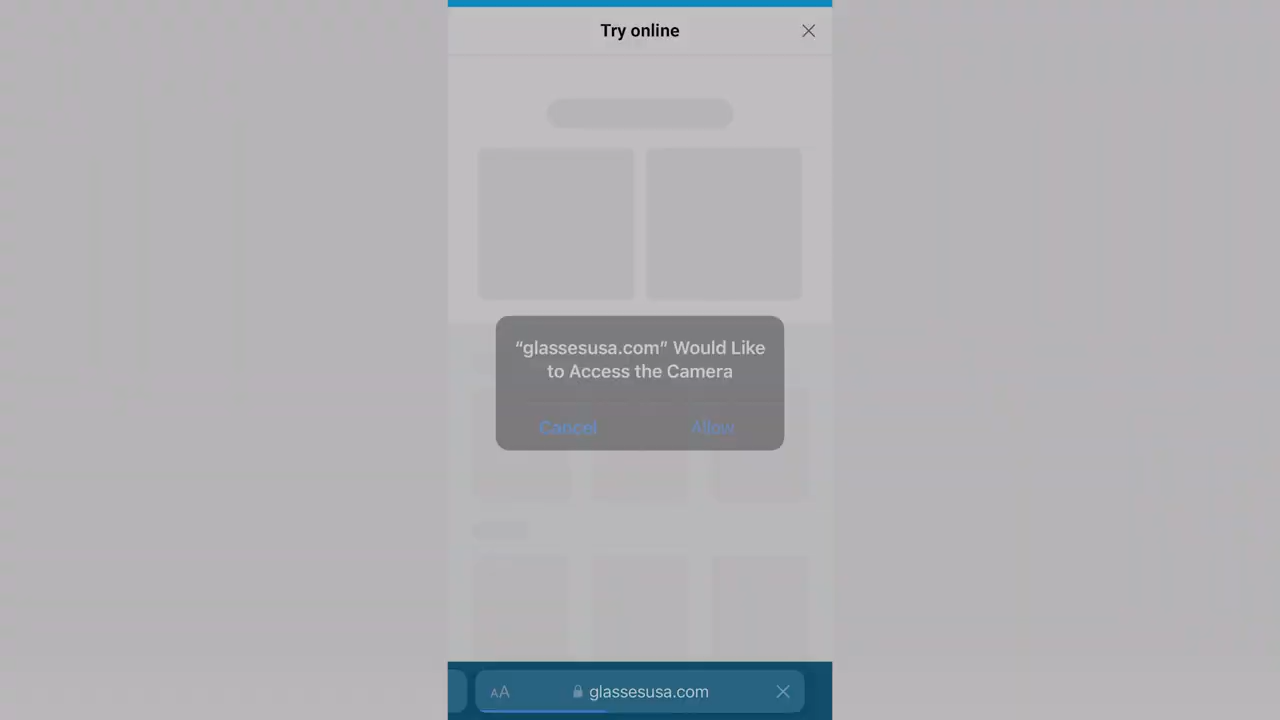 Try online
“glassesusa.com” Would Like
to Access the Camera
Cancel Allow
AA glassesusa.com